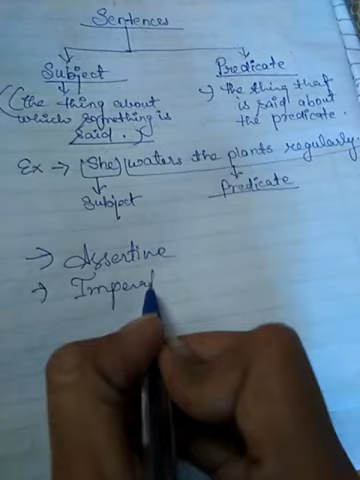 Sentences
Subject
(the thing about
which something is
said.)
Predicate
→ the thing that
is said about
the predicate.
Ex → (She) waters the plants regularly.
Subject
Predicate
→ Assertive
→ Impera